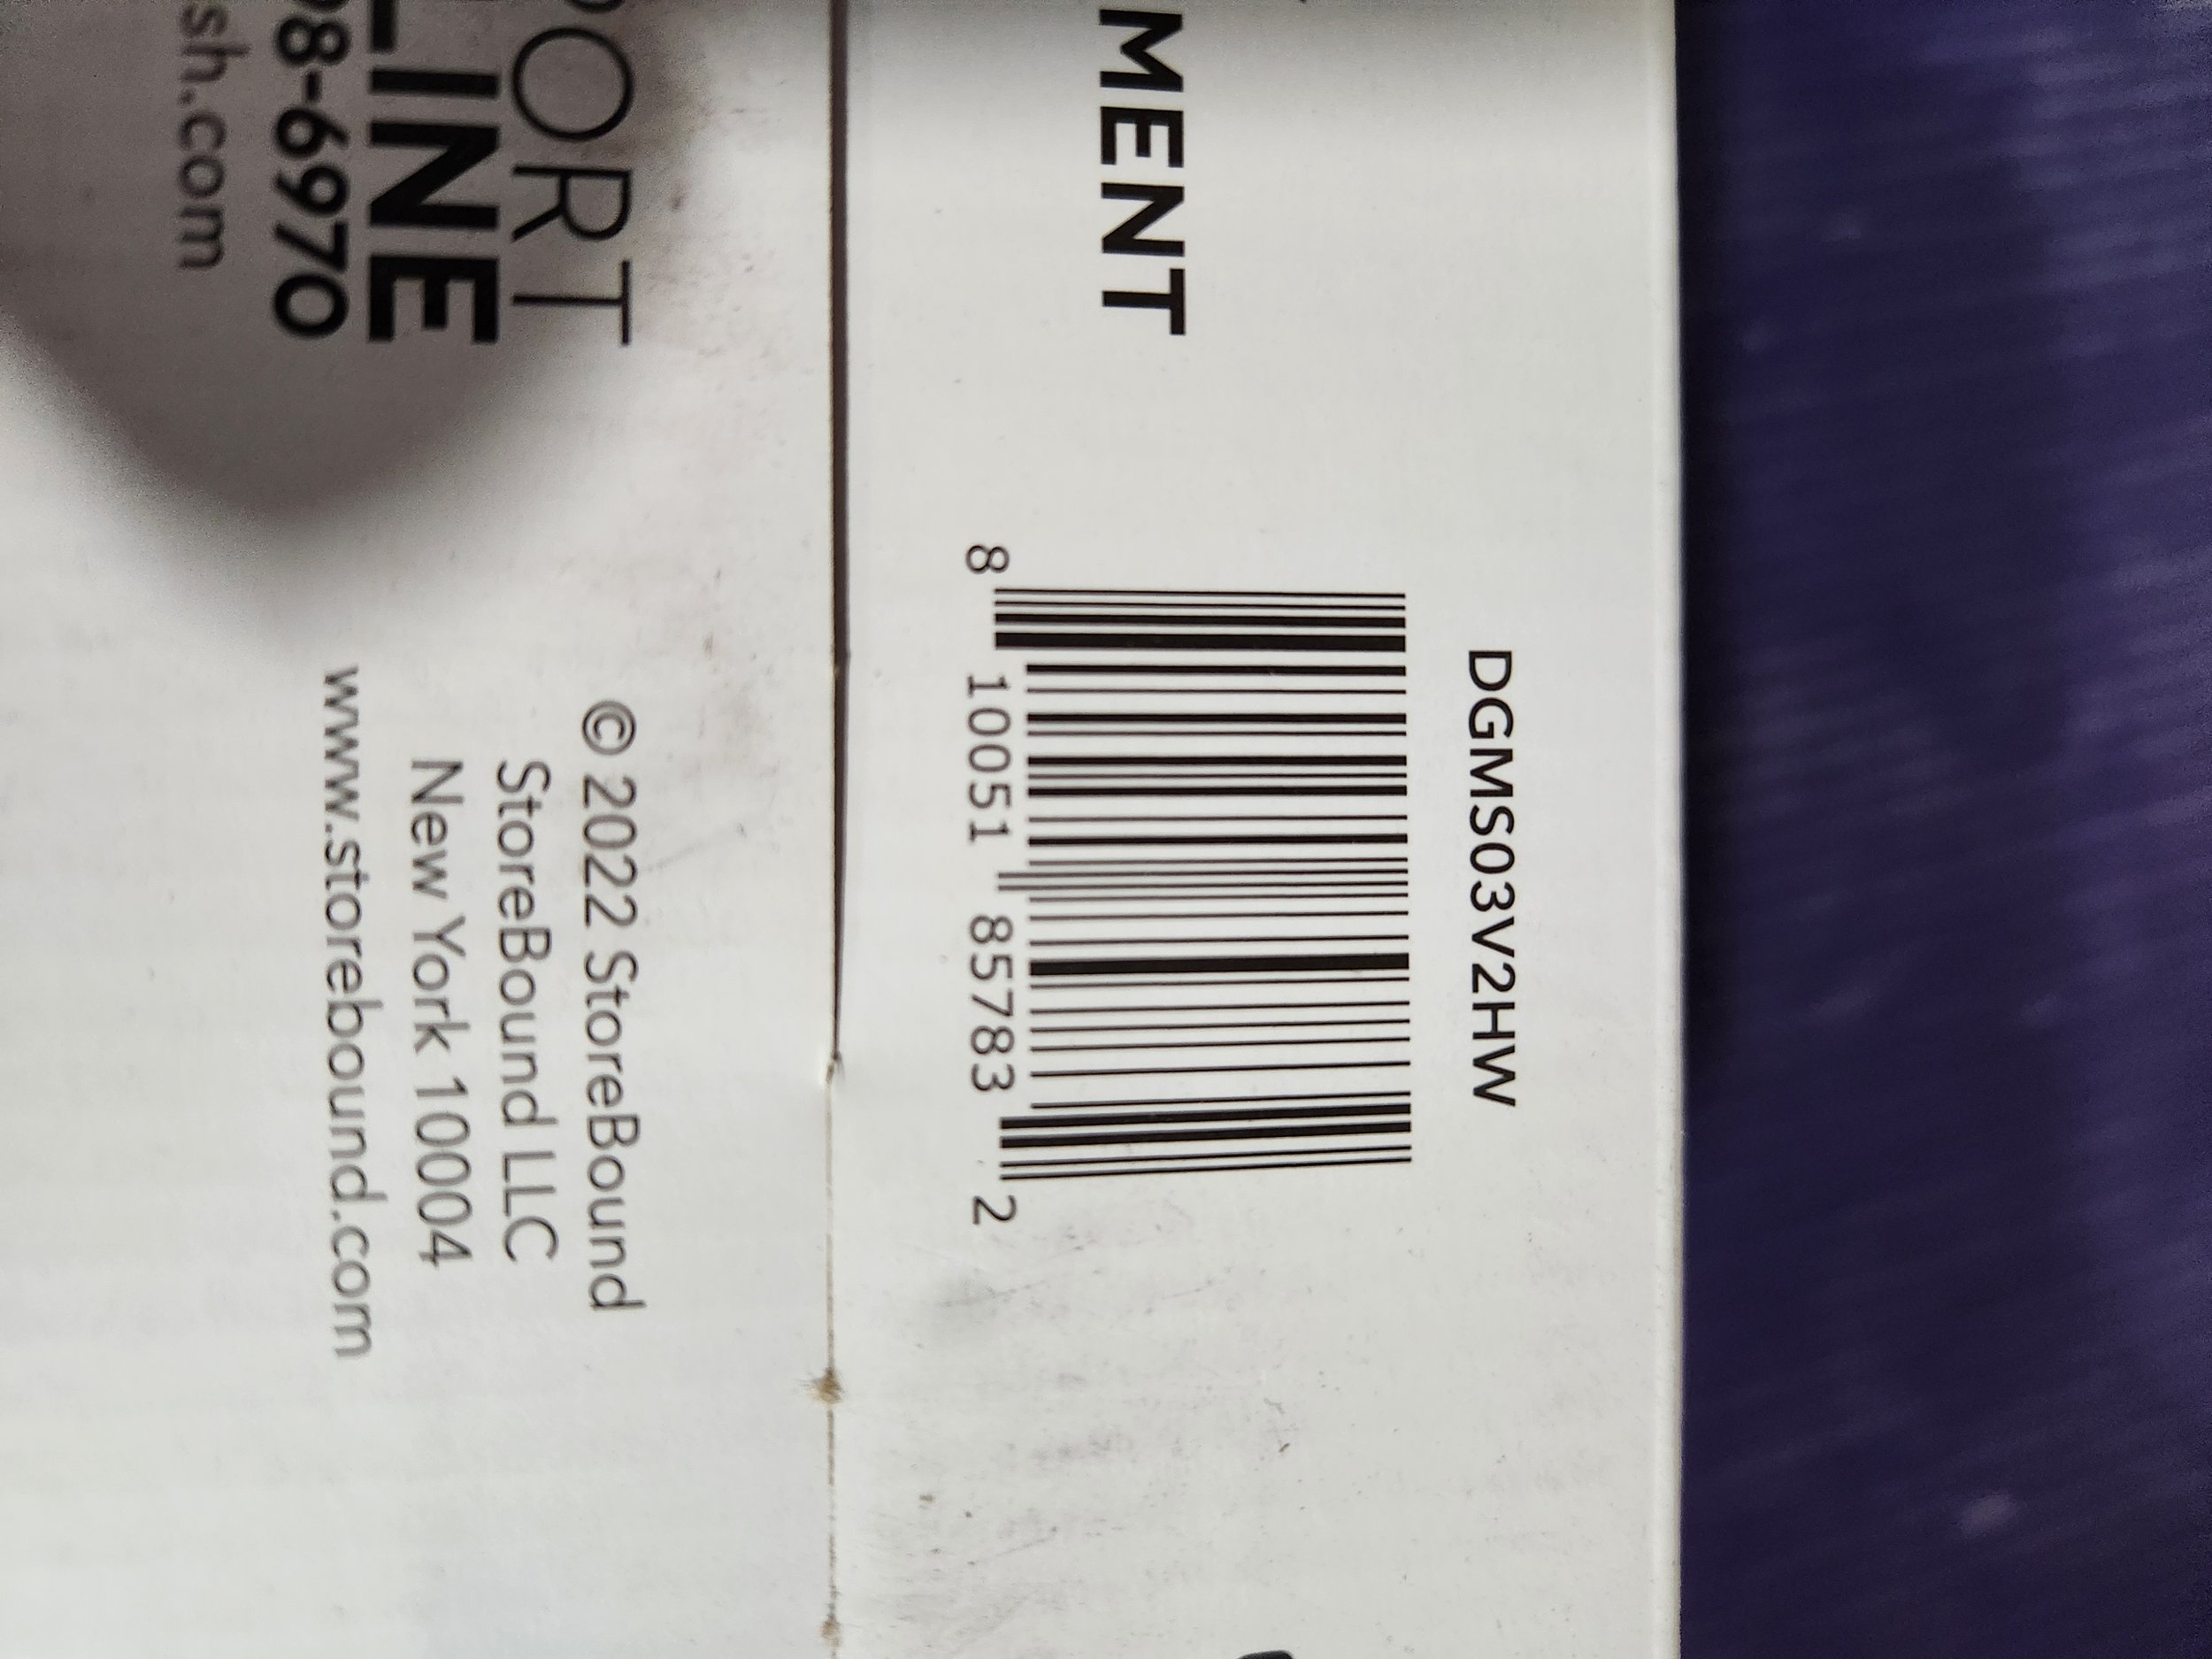 MENT
DGMS03V2HW
8 10051 85783 2
ORT
LINE
98-6970
sh.com
© 2022 StoreBound
StoreBound LLC
New York 10004
www.storebound.com